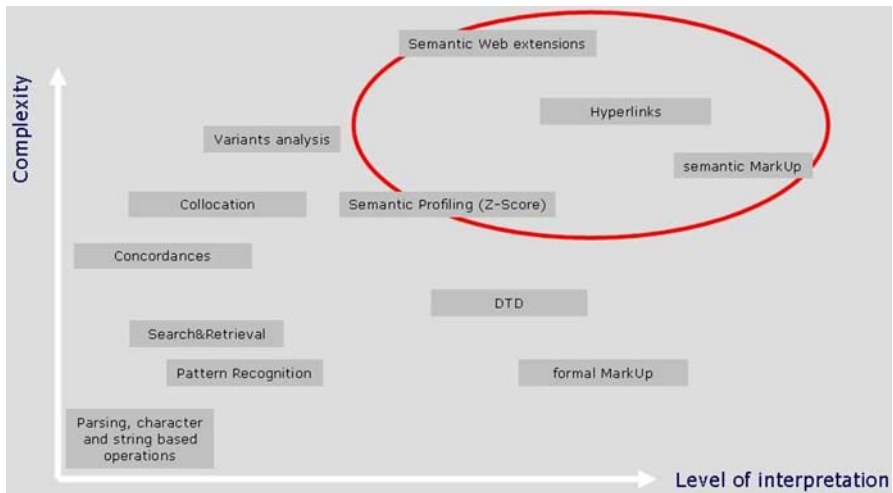 Semantic Web extensions
Complexity
Hyperlinks
Variants analysis
semantic MarkUp
Collocation
Semantic Profiling (Z-Score)
Concordances
DTD
Search&Retrieval
Pattern Recognition
formal MarkUp
Parsing, character
and string based
operations
Level of interpretation